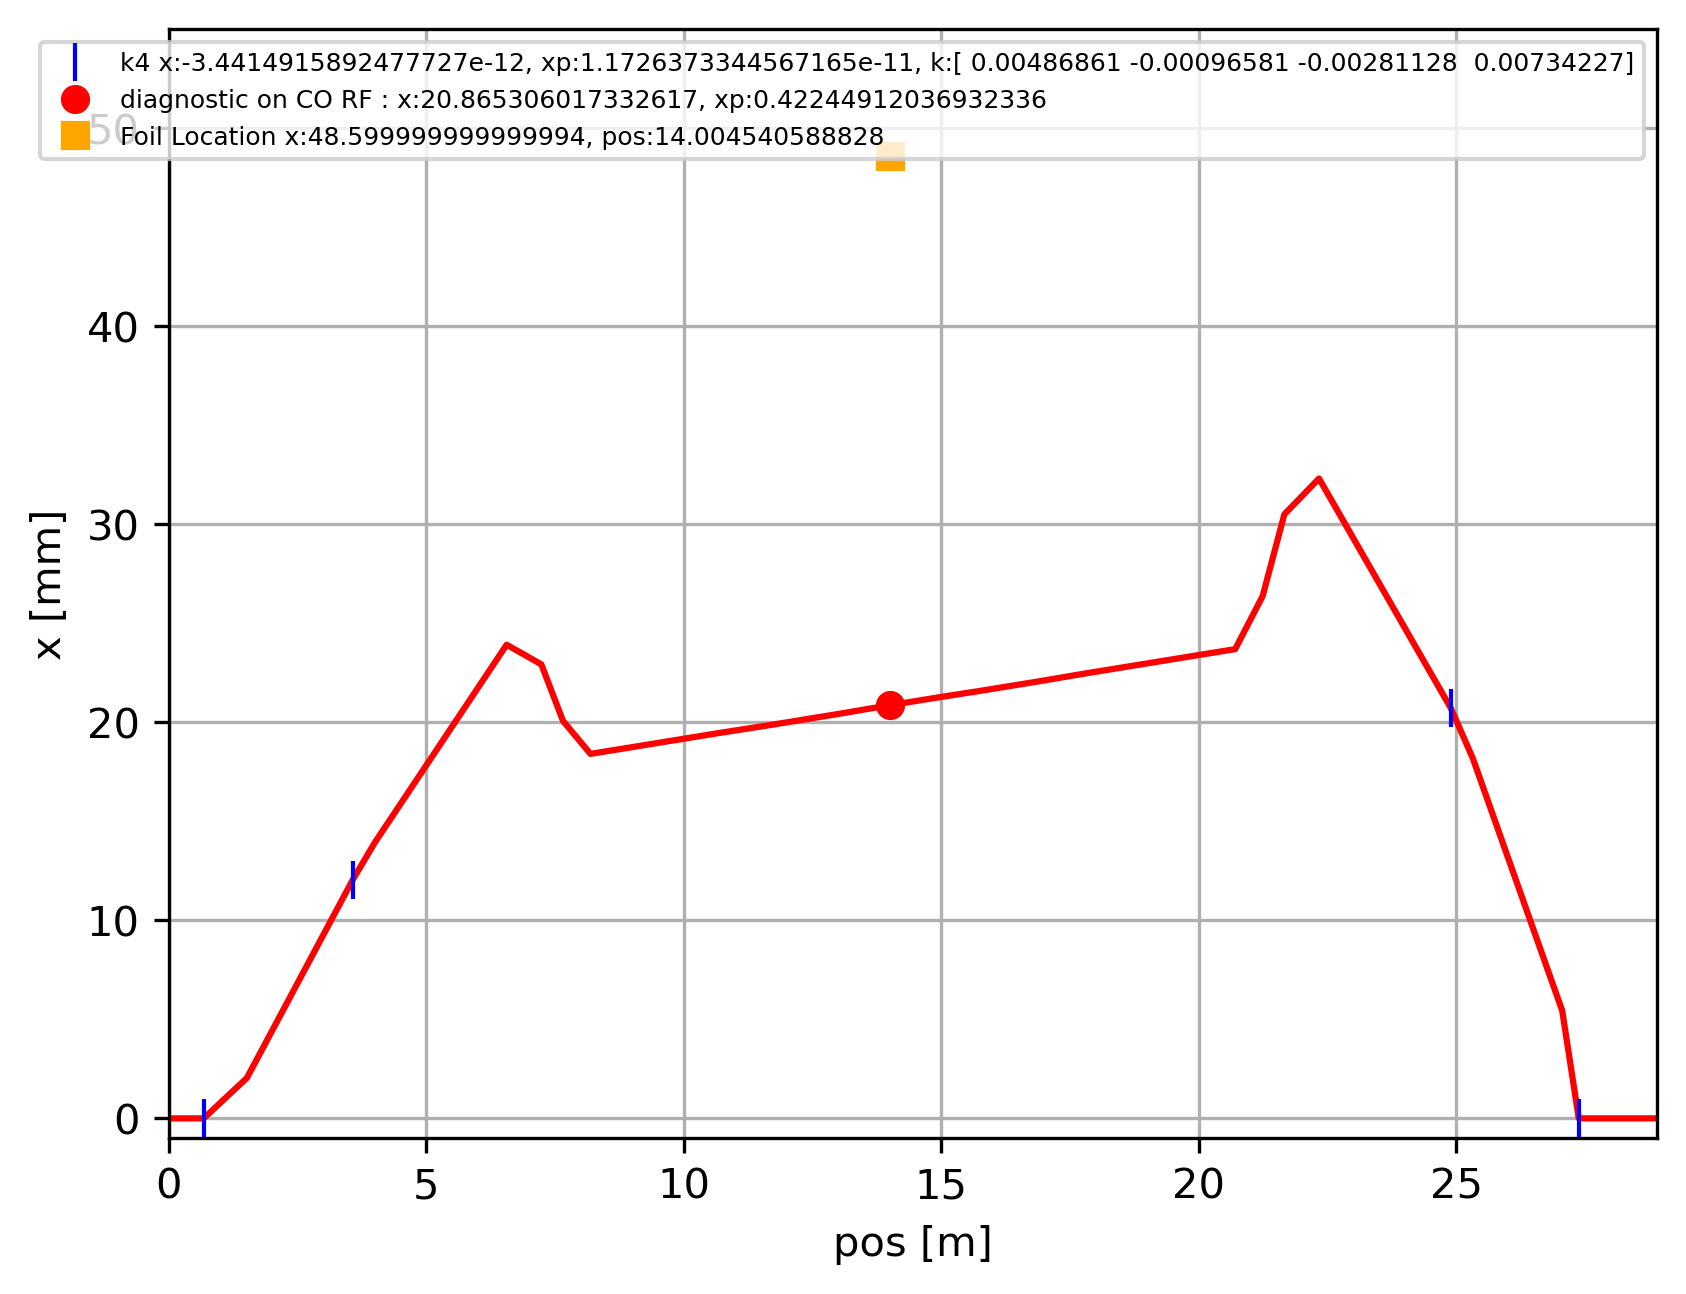 k4 x:-3.4414915892477727e-12, xp:1.1726373344567165e-11, k:[ 0.00486861 -0.00096581 -0.00281128  0.00734227]
diagnostic on CO RF : x:20.865306017332617, xp:0.42244912036932336
Foil Location x:48.599999999999994, pos:14.004540588828
50
40
30
20
10
0
x [mm]
0 5 10 15 20 25
pos [m]